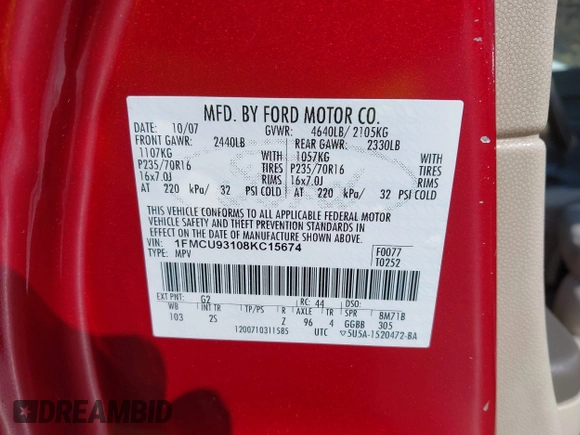 MFD. BY FORD MOTOR CO.
DATE: 10/07 GVWR: 4640LB/ 2105KG
FRONT GAWR: 2440LB REAR GAWR: 2330LB
1107KG WITH 1057KG WITH
P235/70R16 TIRES P235/70R16 TIRES
16x7.0J RIMS 16x7.0J RIMS
AT 220 kPa/ 32 PSI COLD AT 220 kPa/ 32 PSI COLD
THIS VEHICLE CONFORMS TO ALL APPLICABLE FEDERAL MOTOR
VEHICLE SAFETY AND THEFT PREVENTION STANDARDS IN
EFFECT ON THE DATE OF MANUFACTURE SHOWN ABOVE.
VIN: 1FMCU93108KC15674 F0077
TYPE: MPV T0252
EXT PNT: G2 RC: 44 DSO:
WB INT TR TP/PS R AXLE TR SPR BM71B
103 2S Z 96 4 GGBB 305
1200710311585 UTC ▽5U5A-1520472-BA
DREAMBID